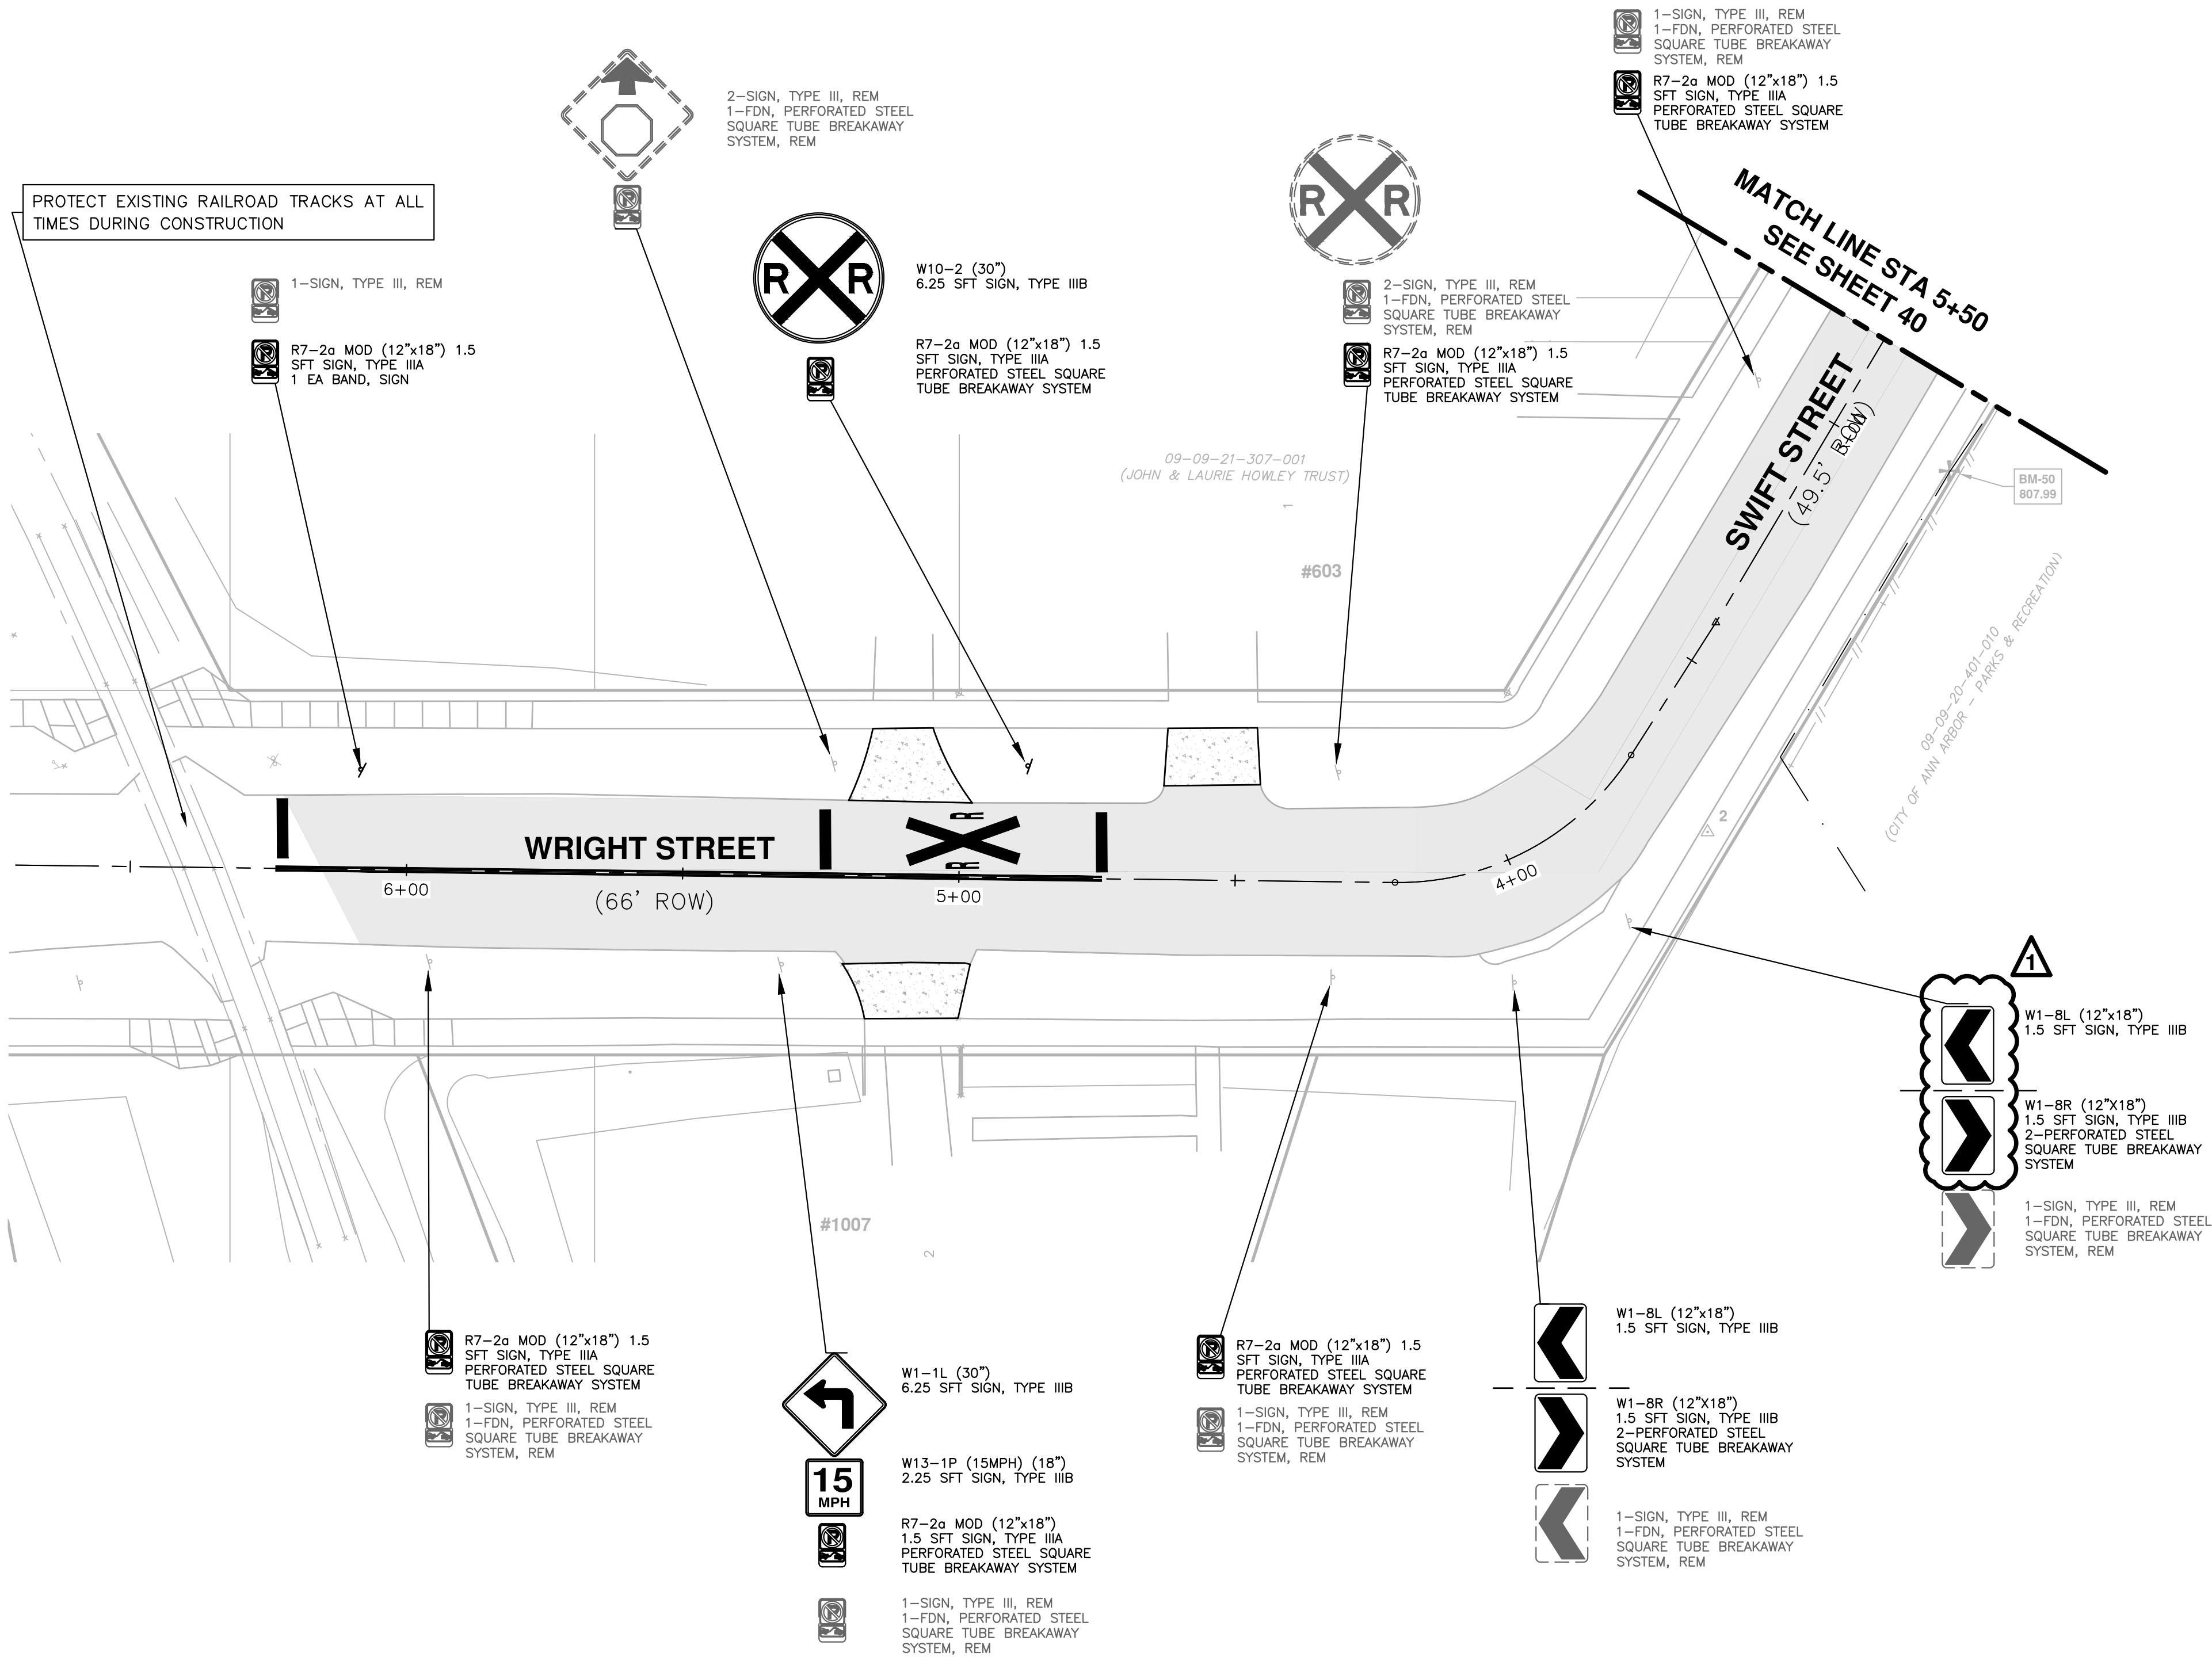 1-SIGN, TYPE III, REM
1-FDN, PERFORATED STEEL
SQUARE TUBE BREAKAWAY
SYSTEM, REM
R7-2a MOD (12"x18") 1.5
SFT SIGN, TYPE IIIA
PERFORATED STEEL SQUARE
TUBE BREAKAWAY SYSTEM
2-SIGN, TYPE III, REM
1-FDN, PERFORATED STEEL
SQUARE TUBE BREAKAWAY
SYSTEM, REM
PROTECT EXISTING RAILROAD TRACKS AT ALL
TIMES DURING CONSTRUCTION
1-SIGN, TYPE III, REM
R7-2a MOD (12"x18") 1.5
SFT SIGN, TYPE IIIA
1 EA BAND, SIGN
R R
W10-2 (30")
6.25 SFT SIGN, TYPE IIIB
R7-2a MOD (12"x18") 1.5
SFT SIGN, TYPE IIIA
PERFORATED STEEL SQUARE
TUBE BREAKAWAY SYSTEM
R R
2-SIGN, TYPE III, REM
1-FDN, PERFORATED STEEL
SQUARE TUBE BREAKAWAY
SYSTEM, REM
R7-2a MOD (12"x18") 1.5
SFT SIGN, TYPE IIIA
PERFORATED STEEL SQUARE
TUBE BREAKAWAY SYSTEM
MATCH LINE STA 5+50
SEE SHEET 40
SWIFT STREET
(49.5' ROW)
09-09-21-307-001
(JOHN & LAURIE HOWLEY TRUST)
1
#603
BM-50
807.99
09-09-20-401-010
(CITY OF ANN ARBOR - PARKS & RECREATION)
2
WRIGHT STREET
(66' ROW)
R
R
6+00
5+00
4+00
#1007
2
1
W1-8L (12"x18")
1.5 SFT SIGN, TYPE IIIB
W1-8R (12"X18")
1.5 SFT SIGN, TYPE IIIB
2-PERFORATED STEEL
SQUARE TUBE BREAKAWAY
SYSTEM
1-SIGN, TYPE III, REM
1-FDN, PERFORATED STEEL
SQUARE TUBE BREAKAWAY
SYSTEM, REM
R7-2a MOD (12"x18") 1.5
SFT SIGN, TYPE IIIA
PERFORATED STEEL SQUARE
TUBE BREAKAWAY SYSTEM
1-SIGN, TYPE III, REM
1-FDN, PERFORATED STEEL
SQUARE TUBE BREAKAWAY
SYSTEM, REM
W1-1L (30")
6.25 SFT SIGN, TYPE IIIB
15
MPH
W13-1P (15MPH) (18")
2.25 SFT SIGN, TYPE IIIB
R7-2a MOD (12"x18")
1.5 SFT SIGN, TYPE IIIA
PERFORATED STEEL SQUARE
TUBE BREAKAWAY SYSTEM
1-SIGN, TYPE III, REM
1-FDN, PERFORATED STEEL
SQUARE TUBE BREAKAWAY
SYSTEM, REM
R7-2a MOD (12"x18") 1.5
SFT SIGN, TYPE IIIA
PERFORATED STEEL SQUARE
TUBE BREAKAWAY SYSTEM
1-SIGN, TYPE III, REM
1-FDN, PERFORATED STEEL
SQUARE TUBE BREAKAWAY
SYSTEM, REM
W1-8L (12"x18")
1.5 SFT SIGN, TYPE IIIB
W1-8R (12"X18")
1.5 SFT SIGN, TYPE IIIB
2-PERFORATED STEEL
SQUARE TUBE BREAKAWAY
SYSTEM
1-SIGN, TYPE III, REM
1-FDN, PERFORATED STEEL
SQUARE TUBE BREAKAWAY
SYSTEM, REM